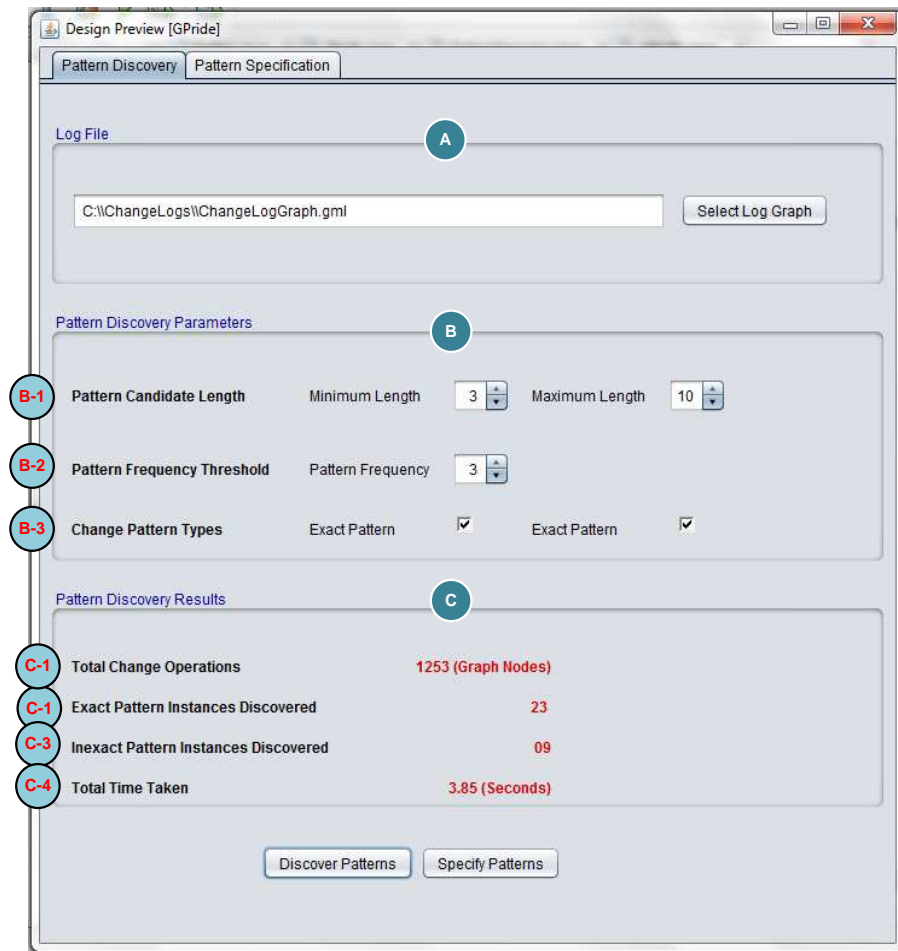 Design Preview [GPride]
Pattern Discovery Pattern Specification
Log File A
C:\\ChangeLogs\\ChangeLogGraph.gml Select Log Graph
Pattern Discovery Parameters B
B-1 Pattern Candidate Length Minimum Length 3 Maximum Length 10
B-2 Pattern Frequency Threshold Pattern Frequency 3
B-3 Change Pattern Types Exact Pattern Exact Pattern
Pattern Discovery Results C
C-1 Total Change Operations 1253 (Graph Nodes)
C-1 Exact Pattern Instances Discovered 23
C-3 Inexact Pattern Instances Discovered 09
C-4 Total Time Taken 3.85 (Seconds)
Discover Patterns Specify Patterns